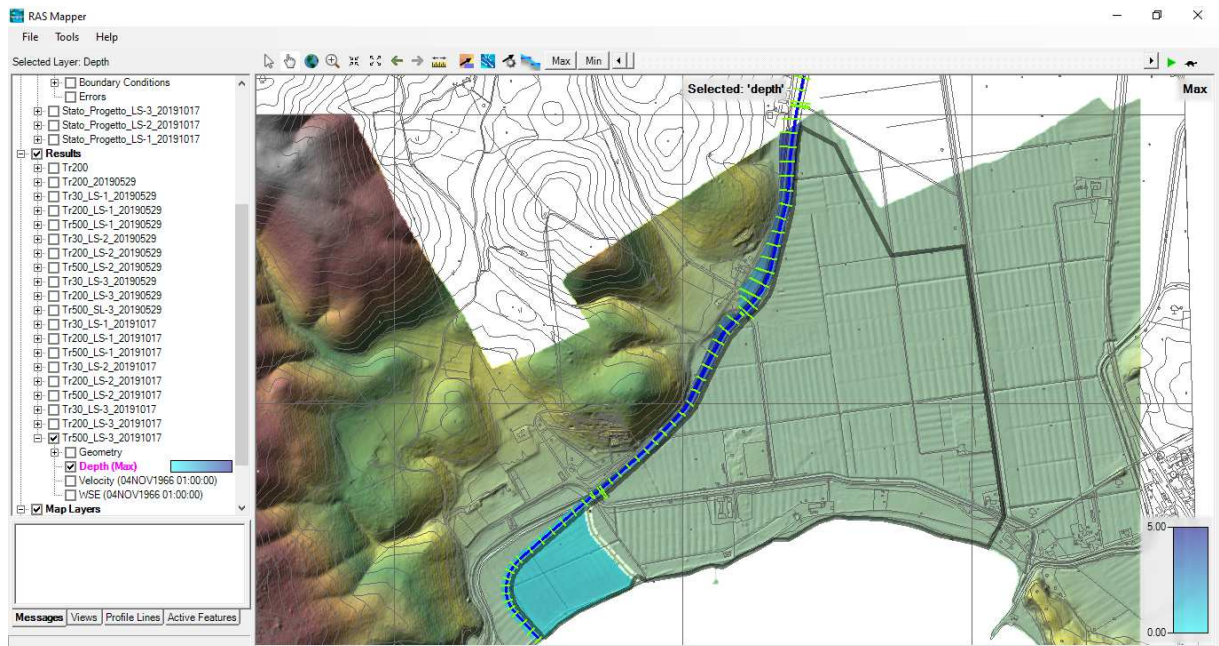 RAS Mapper
File Tools Help
Selected Layer: Depth
Max Min
Boundary Conditions
Errors
Stato_Progetto_LS-3_20191017
Stato_Progetto_LS-2_20191017
Stato_Progetto_LS-1_20191017
Results
Tr200
Tr200_20190529
Tr30_LS-1_20190529
Tr200_LS-1_20190529
Tr500_LS-1_20190529
Tr30_LS-2_20190529
Tr200_LS-2_20190529
Tr500_LS-2_20190529
Tr30_LS-3_20190529
Tr200_LS-3_20190529
Tr500_SL-3_20190529
Tr30_LS-1_20191017
Tr200_LS-1_20191017
Tr500_LS-1_20191017
Tr30_LS-2_20191017
Tr200_LS-2_20191017
Tr500_LS-2_20191017
Tr30_LS-3_20191017
Tr200_LS-3_20191017
Tr500_LS-3_20191017
Geometry
Depth (Max)
Velocity (04NOV1966 01:00:00)
WSE (04NOV1966 01:00:00)
Map Layers
Messages Views Profile Lines Active Features
Selected: 'depth'
Max
5.00
0.00